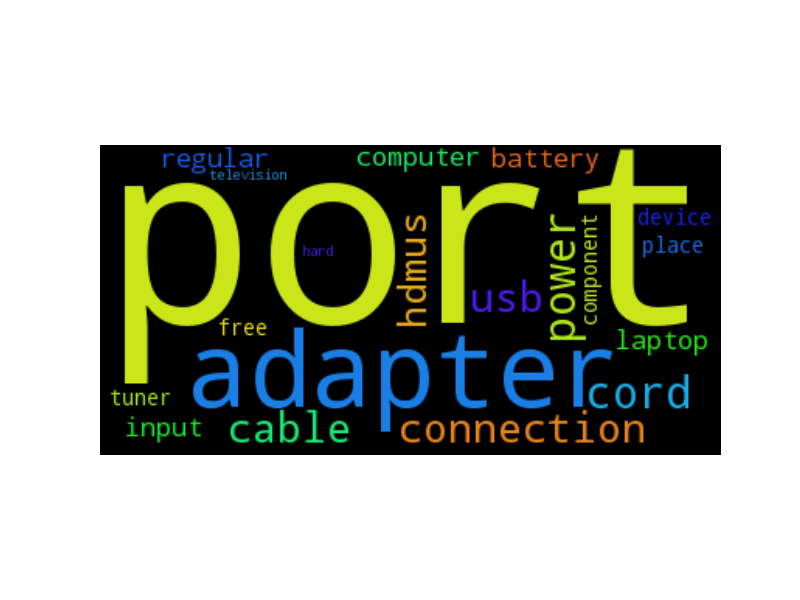 regular
computer
battery
television
port
device
place
hard
hdmus
usb
power
component
free
laptop
adapter
cord
tuner
input
cable
connection